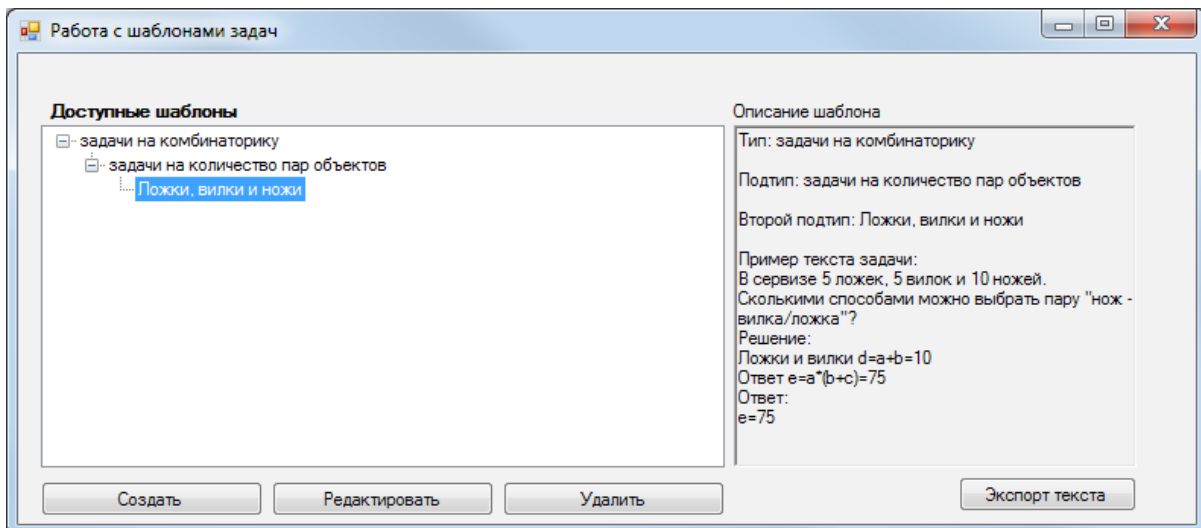 Работа с шаблонами задач
Доступные шаблоны
задачи на комбинаторику
задачи на количество пар объектов
Ложки, вилки и ножи
Описание шаблона
Тип: задачи на комбинаторику
Подтип: задачи на количество пар объектов
Второй подтип: Ложки, вилки и ножи
Пример текста задачи:
В сервизе 5 ложек, 5 вилок и 10 ножей.
Сколькими способами можно выбрать пару "нож -
вилка/ложка"?
Решение:
Ложки и вилки d=a+b=10
Ответ e=a*(b+c)=75
Ответ:
e=75
Создать
Редактировать
Удалить
Экспорт текста